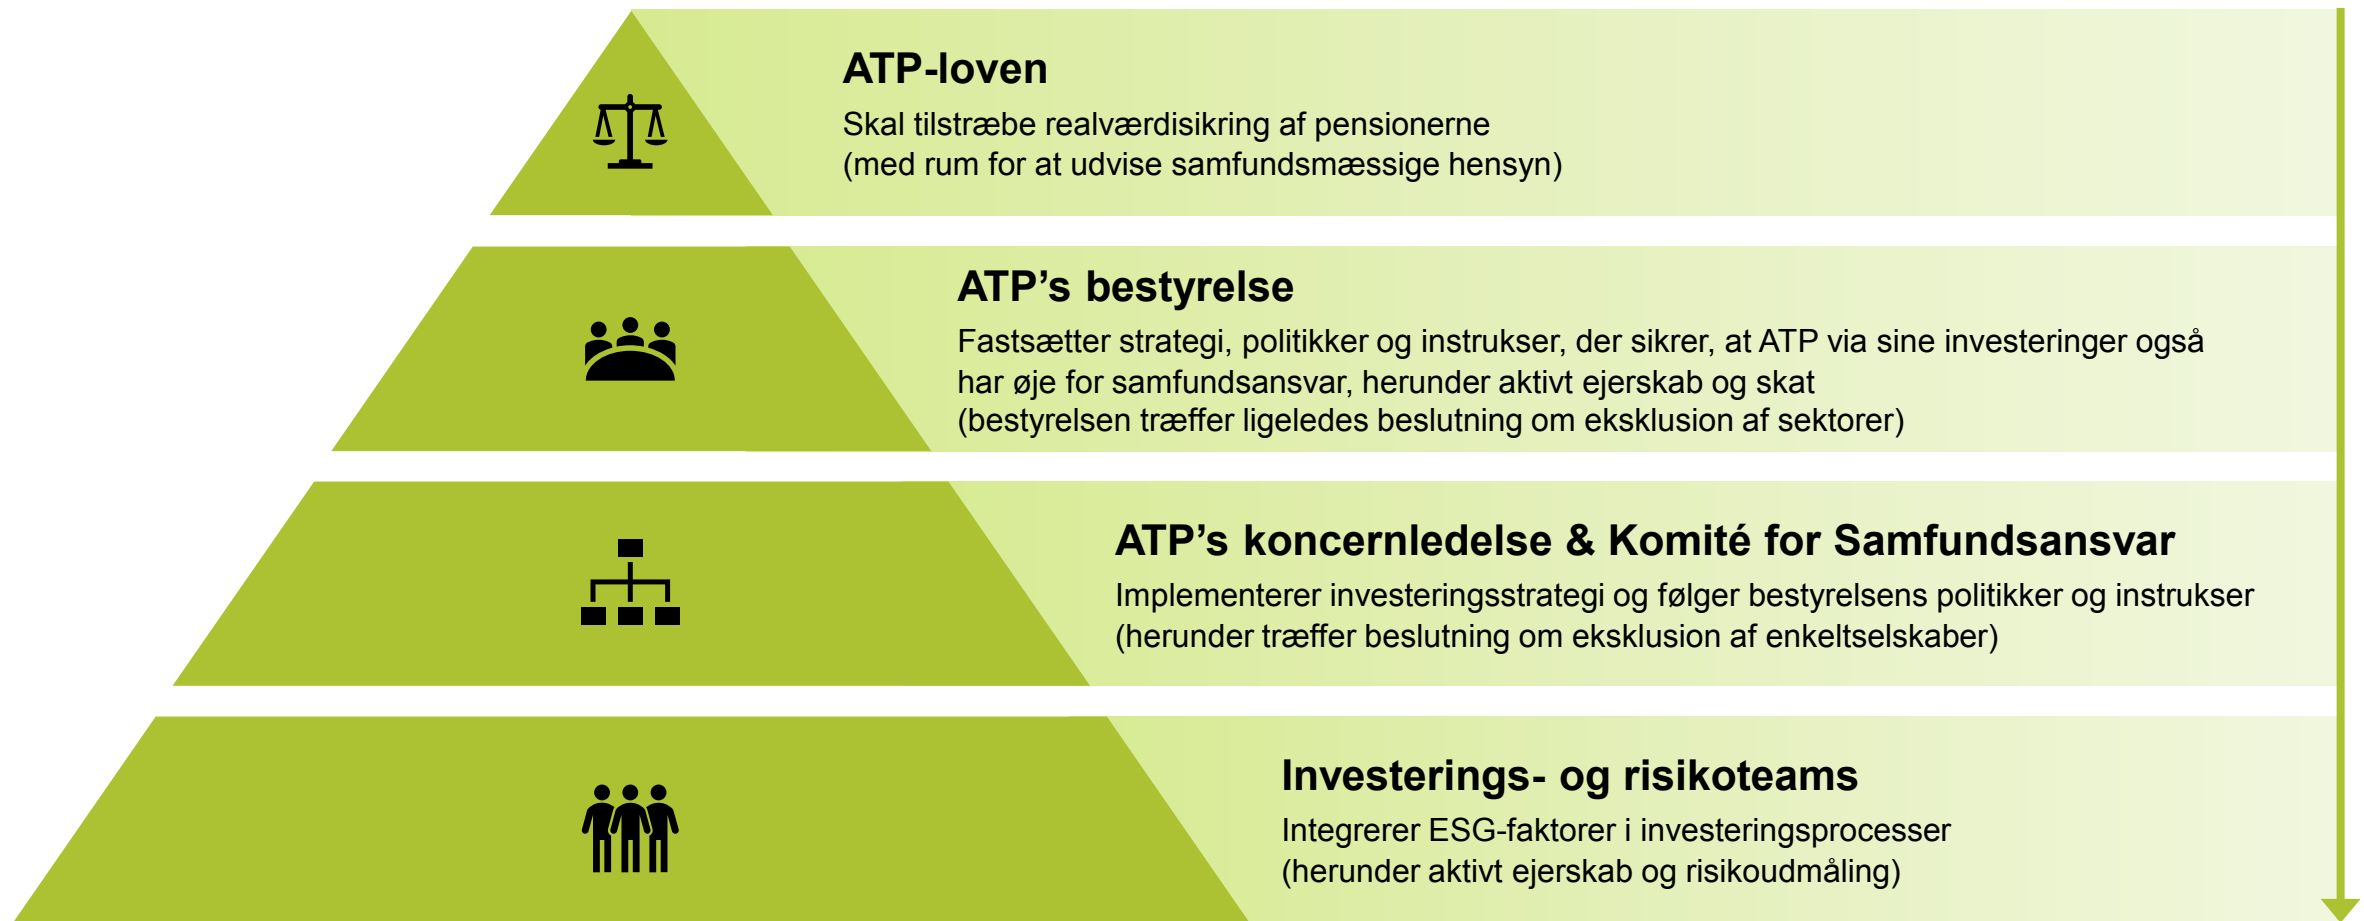 ATP-loven
Skal tilstræbe realværdisikring af pensionerne
(med rum for at udvise samfundsmæssige hensyn)
ATP’s bestyrelse
Fastsætter strategi, politikker og instrukser, der sikrer, at ATP via sine investeringer også
har øje for samfundsansvar, herunder aktivt ejerskab og skat
(bestyrelsen træffer ligeledes beslutning om eksklusion af sektorer)
ATP’s koncernledelse & Komité for Samfundsansvar
Implementerer investeringsstrategi og følger bestyrelsens politikker og instrukser
(herunder træffer beslutning om eksklusion af enkeltselskaber)
Investerings- og risikoteams
Integrerer ESG-faktorer i investeringsprocesser
(herunder aktivt ejerskab og risikoudmåling)